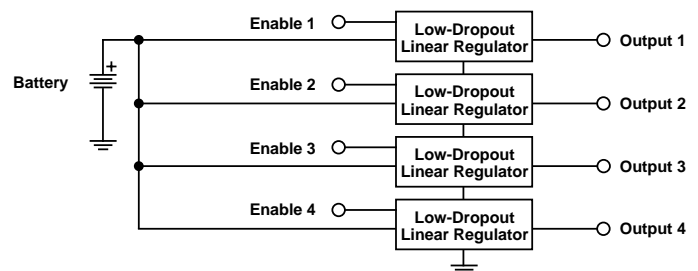 Enable 1
Low-Dropout
Linear Regulator
Output 1
Battery
+
Enable 2
Low-Dropout
Linear Regulator
Output 2
Enable 3
Low-Dropout
Linear Regulator
Output 3
Enable 4
Low-Dropout
Linear Regulator
Output 4